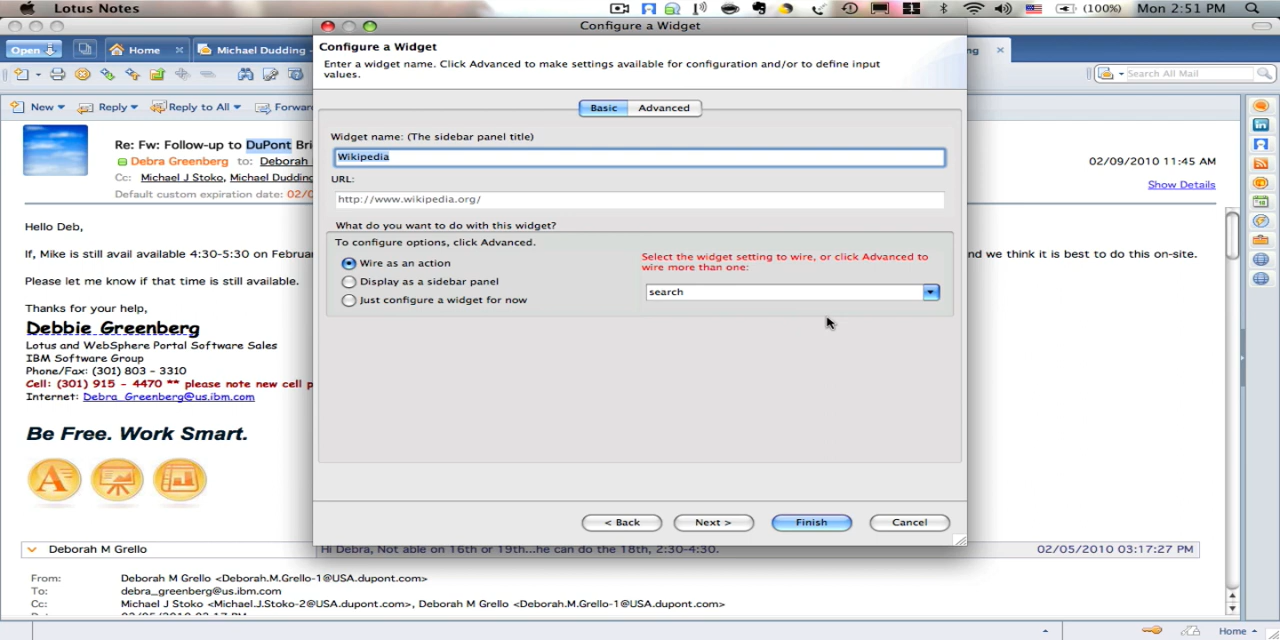 Lotus Notes
(100%)
Mon 2:51 PM
Configure a Widget
Open
Home
Michael Dudding
ng
Configure a Widget
Enter a widget name. Click Advanced to make settings available for configuration and/or to define input
values.
Search All Mail
Basic
Advanced
New
Reply
Reply to All
Forward
Widget name: (The sidebar panel title)
Wikipedia
URL:
http://www.wikipedia.org/
What do you want to do with this widget?
To configure options, click Advanced.
Wire as an action
Display as a sidebar panel
Just configure a widget for now
Select the widget setting to wire, or click Advanced to
wire more than one:
search
< Back
Next >
Finish
Cancel
Re: Fw: Follow-up to DuPont Bri
Debra Greenberg to: Deborah
Cc: Michael J Stoko, Michael Dudding
Default custom expiration date: 02/0
02/09/2010 11:45 AM
Show Details
Hello Deb,
If, Mike is still avail available 4:30-5:30 on Februar
nd we think it is best to do this on-site.
Please let me know if that time is still available.
Thanks for your help,
Debbie Greenberg
Lotus and WebSphere Portal Software Sales
IBM Software Group
Phone/Fax: (301) 803 - 3310
Cell: (301) 915 - 4470 ** please note new cell p
Internet: Debra_Greenberg@us.ibm.com
Be Free. Work Smart.
Deborah M Grello
Hi Debra, Not able on 16th or 19th...he can do the 18th, 2:30-4:30.
02/05/2010 03:17:27 PM
From: Deborah M Grello <Deborah.M.Grello-1@USA.dupont.com>
To: debra_greenberg@us.ibm.com
Cc: Michael J Stoko <Michael.J.Stoko-2@USA.dupont.com>, Deborah M Grello <Deborah.M.Grello-1@USA.dupont.com>
Home